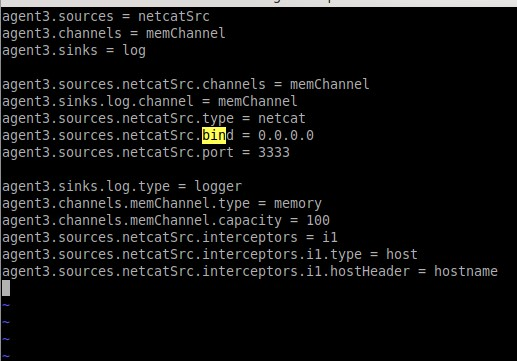 agent3.sources = netcatSrc
agent3.channels = memChannel
agent3.sinks = log
agent3.sources.netcatSrc.channels = memChannel
agent3.sinks.log.channel = memChannel
agent3.sources.netcatSrc.type = netcat
agent3.sources.netcatSrc.bind = 0.0.0.0
agent3.sources.netcatSrc.port = 3333
agent3.sinks.log.type = logger
agent3.channels.memChannel.type = memory
agent3.channels.memChannel.capacity = 100
agent3.sources.netcatSrc.interceptors = i1
agent3.sources.netcatSrc.interceptors.i1.type = host
agent3.sources.netcatSrc.interceptors.i1.hostHeader = hostname
~
~
~
~